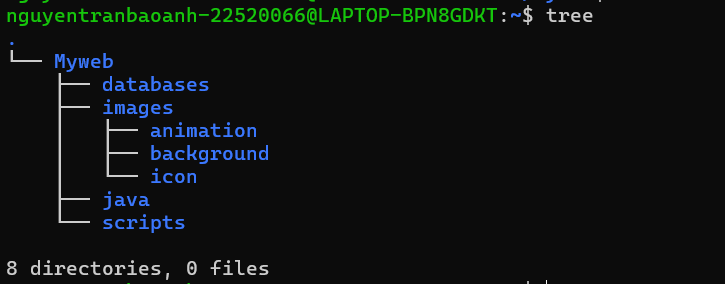 nguyentranbaoanh-22520066@LAPTOP-BPN8GDKT:~$ tree
.
└── Myweb
    ├── databases
    ├── images
    │   ├── animation
    │   ├── background
    │   └── icon
    ├── java
    └── scripts
8 directories, 0 files